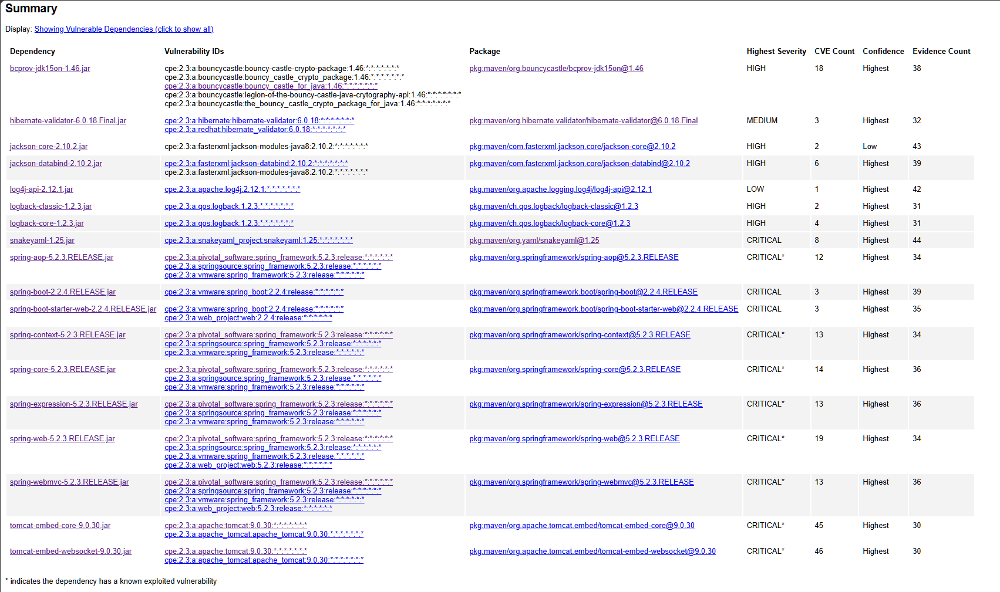 Summary
Display: Showing Vulnerable Dependencies (click to show all)
Dependency Vulnerability IDs Package Highest Severity CVE Count Confidence Evidence Count
bcprov-jdk15on-1.46.jar cpe:2.3:a:bouncycastle:bouncy-castle-crypto-package:1.46:*:*:*:*:*:*:* pkg:maven/org.bouncycastle/bcprov-jdk15on@1.46 HIGH 18 Highest 38
cpe:2.3:a:bouncycastle:bouncy_castle_crypto_package:1.46:*:*:*:*:*:*:*
cpe:2.3:a:bouncycastle:bouncy_castle_for_java:1.46:*:*:*:*:*:*:*
cpe:2.3:a:bouncycastle:legion-of-the-bouncy-castle-java-crytography-api:1.46:*:*:*:*:*:*:*
cpe:2.3:a:bouncycastle:the_bouncy_castle_crypto_package_for_java:1.46:*:*:*:*:*:*:*
hibernate-validator-6.0.18.Final.jar cpe:2.3:a:hibernate:hibernate-validator:6.0.18:*:*:*:*:*:*:* pkg:maven/org.hibernate.validator/hibernate-validator@6.0.18.Final MEDIUM 3 Highest 32
cpe:2.3:a:redhat:hibernate_validator:6.0.18:*:*:*:*:*:*:*
jackson-core-2.10.2.jar cpe:2.3:a:fasterxml:jackson-modules-java8:2.10.2:*:*:*:*:*:*:* pkg:maven/com.fasterxml.jackson.core/jackson-core@2.10.2 HIGH 2 Low 43
jackson-databind-2.10.2.jar cpe:2.3:a:fasterxml:jackson-databind:2.10.2:*:*:*:*:*:*:* pkg:maven/com.fasterxml.jackson.core/jackson-databind@2.10.2 HIGH 6 Highest 39
cpe:2.3:a:fasterxml:jackson-modules-java8:2.10.2:*:*:*:*:*:*:*
log4j-api-2.12.1.jar cpe:2.3:a:apache:log4j:2.12.1:*:*:*:*:*:*:* pkg:maven/org.apache.logging.log4j/log4j-api@2.12.1 LOW 1 Highest 42
logback-classic-1.2.3.jar cpe:2.3:a:qos:logback:1.2.3:*:*:*:*:*:*:* pkg:maven/ch.qos.logback/logback-classic@1.2.3 HIGH 2 Highest 31
logback-core-1.2.3.jar cpe:2.3:a:qos:logback:1.2.3:*:*:*:*:*:*:* pkg:maven/ch.qos.logback/logback-core@1.2.3 HIGH 4 Highest 31
snakeyaml-1.25.jar cpe:2.3:a:snakeyaml_project:snakeyaml:1.25:*:*:*:*:*:*:* pkg:maven/org.yaml/snakeyaml@1.25 CRITICAL 8 Highest 44
spring-aop-5.2.3.RELEASE.jar cpe:2.3:a:pivotal_software:spring_framework:5.2.3:release:*:*:*:*:*:* pkg:maven/org.springframework/spring-aop@5.2.3.RELEASE CRITICAL* 12 Highest 34
cpe:2.3:a:springsource:spring_framework:5.2.3:release:*:*:*:*:*:*
cpe:2.3:a:vmware:spring_framework:5.2.3:release:*:*:*:*:*:*
spring-boot-2.2.4.RELEASE.jar cpe:2.3:a:vmware:spring_boot:2.2.4:release:*:*:*:*:*:* pkg:maven/org.springframework.boot/spring-boot@2.2.4.RELEASE CRITICAL 3 Highest 39
spring-boot-starter-web-2.2.4.RELEASE.jar cpe:2.3:a:vmware:spring_boot:2.2.4:release:*:*:*:*:*:* pkg:maven/org.springframework.boot/spring-boot-starter-web@2.2.4.RELEASE CRITICAL 3 Highest 35
cpe:2.3:a:web_project:web:2.2.4:release:*:*:*:*:*:*
spring-context-5.2.3.RELEASE.jar cpe:2.3:a:pivotal_software:spring_framework:5.2.3:release:*:*:*:*:*:* pkg:maven/org.springframework/spring-context@5.2.3.RELEASE CRITICAL* 13 Highest 34
cpe:2.3:a:springsource:spring_framework:5.2.3:release:*:*:*:*:*:*
cpe:2.3:a:vmware:spring_framework:5.2.3:release:*:*:*:*:*:*
spring-core-5.2.3.RELEASE.jar cpe:2.3:a:pivotal_software:spring_framework:5.2.3:release:*:*:*:*:*:* pkg:maven/org.springframework/spring-core@5.2.3.RELEASE CRITICAL* 14 Highest 36
cpe:2.3:a:springsource:spring_framework:5.2.3:release:*:*:*:*:*:*
cpe:2.3:a:vmware:spring_framework:5.2.3:release:*:*:*:*:*:*
spring-expression-5.2.3.RELEASE.jar cpe:2.3:a:pivotal_software:spring_framework:5.2.3:release:*:*:*:*:*:* pkg:maven/org.springframework/spring-expression@5.2.3.RELEASE CRITICAL* 13 Highest 36
cpe:2.3:a:springsource:spring_framework:5.2.3:release:*:*:*:*:*:*
cpe:2.3:a:vmware:spring_framework:5.2.3:release:*:*:*:*:*:*
spring-web-5.2.3.RELEASE.jar cpe:2.3:a:pivotal_software:spring_framework:5.2.3:release:*:*:*:*:*:* pkg:maven/org.springframework/spring-web@5.2.3.RELEASE CRITICAL* 19 Highest 34
cpe:2.3:a:springsource:spring_framework:5.2.3:release:*:*:*:*:*:*
cpe:2.3:a:vmware:spring_framework:5.2.3:release:*:*:*:*:*:*
cpe:2.3:a:web_project:web:5.2.3:release:*:*:*:*:*:*
spring-webmvc-5.2.3.RELEASE.jar cpe:2.3:a:pivotal_software:spring_framework:5.2.3:release:*:*:*:*:*:* pkg:maven/org.springframework/spring-webmvc@5.2.3.RELEASE CRITICAL* 13 Highest 36
cpe:2.3:a:springsource:spring_framework:5.2.3:release:*:*:*:*:*:*
cpe:2.3:a:vmware:spring_framework:5.2.3:release:*:*:*:*:*:*
cpe:2.3:a:web_project:web:5.2.3:release:*:*:*:*:*:*
tomcat-embed-core-9.0.30.jar cpe:2.3:a:apache:tomcat:9.0.30:*:*:*:*:*:*:* pkg:maven/org.apache.tomcat.embed/tomcat-embed-core@9.0.30 CRITICAL* 45 Highest 30
cpe:2.3:a:apache_tomcat:apache_tomcat:9.0.30:*:*:*:*:*:*:*
tomcat-embed-websocket-9.0.30.jar cpe:2.3:a:apache:tomcat:9.0.30:*:*:*:*:*:*:* pkg:maven/org.apache.tomcat.embed/tomcat-embed-websocket@9.0.30 CRITICAL* 46 Highest 30
cpe:2.3:a:apache_tomcat:apache_tomcat:9.0.30:*:*:*:*:*:*:*
* indicates the dependency has a known exploited vulnerability